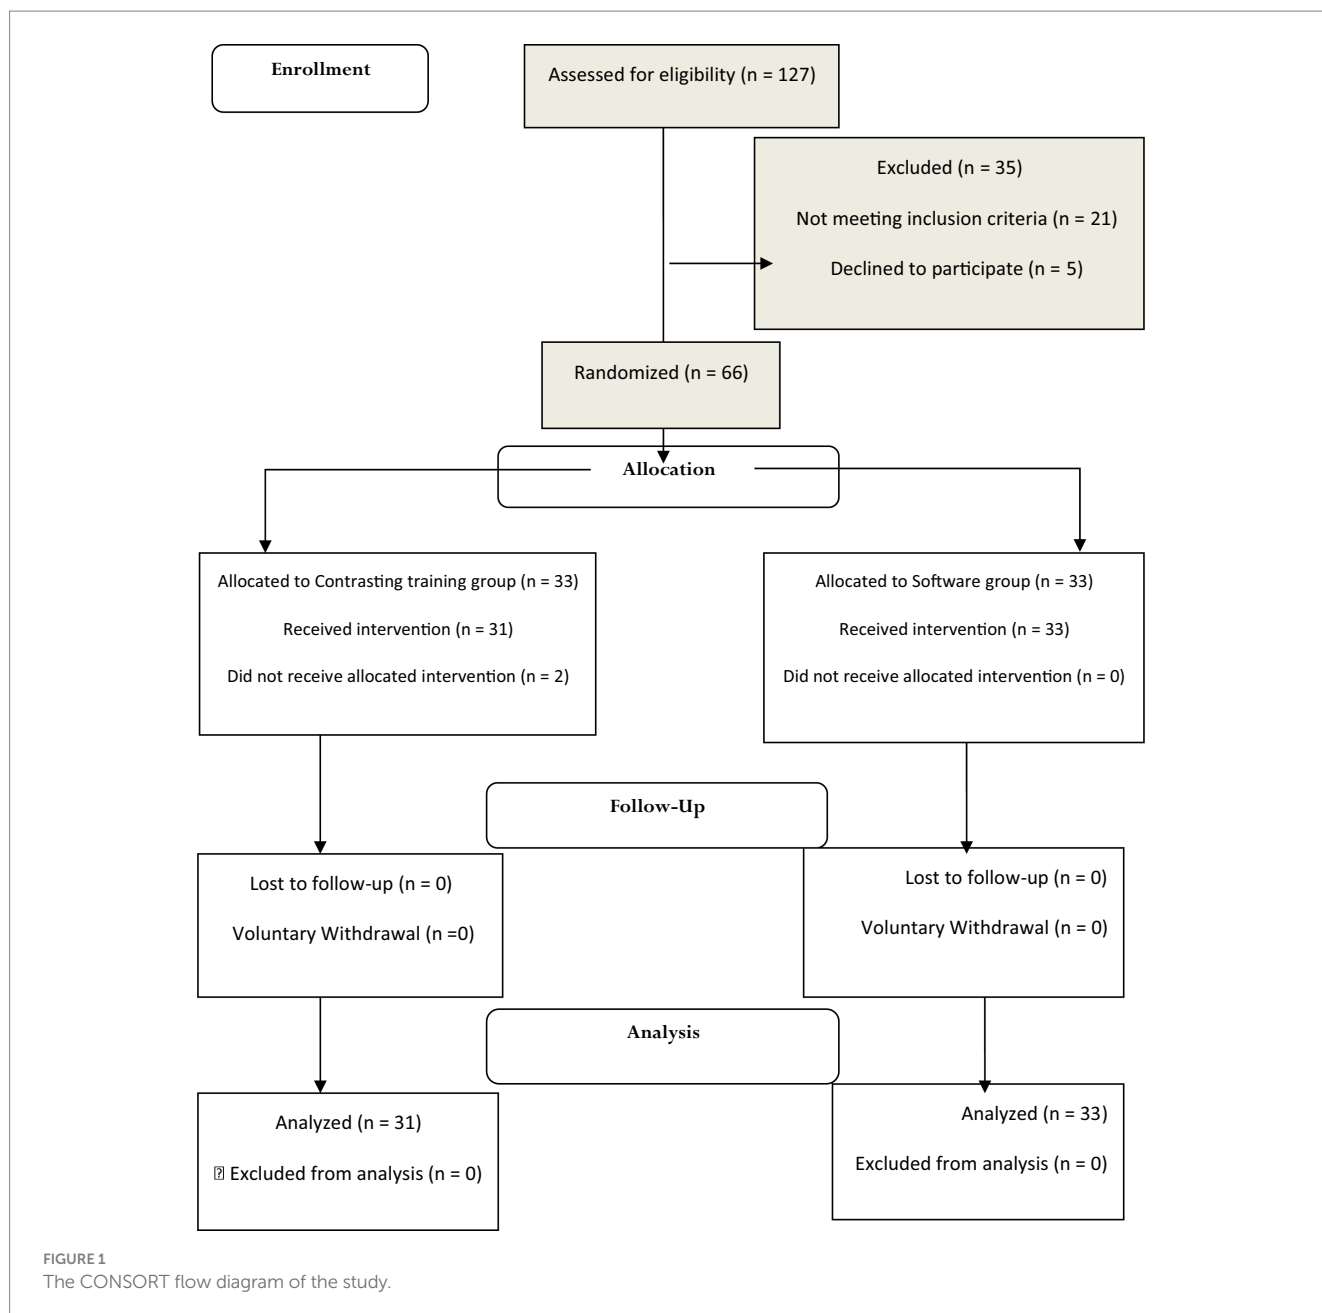 Enrollment
Assessed for eligibility (n = 127)
Excluded (n = 35)
Not meeting inclusion criteria (n = 21)
Declined to participate (n = 5)
Randomized (n = 66)
Allocation
Allocated to Contrasting training group (n = 33)
Received intervention (n = 31)
Did not receive allocated intervention (n = 2)
Allocated to Software group (n = 33)
Received intervention (n = 33)
Did not receive allocated intervention (n = 0)
Follow-Up
Lost to follow-up (n = 0)
Voluntary Withdrawal (n =0)
Lost to follow-up (n = 0)
Voluntary Withdrawal (n = 0)
Analysis
Analyzed (n = 31)
⍰ Excluded from analysis (n = 0)
Analyzed (n = 33)
Excluded from analysis (n = 0)
FIGURE 1
The CONSORT flow diagram of the study.